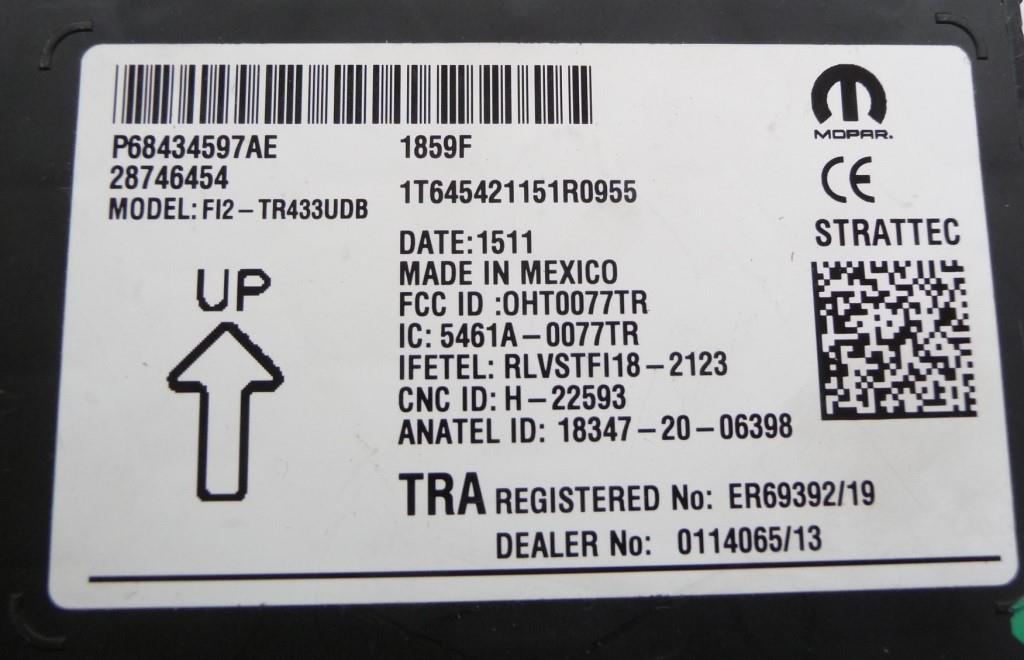 P68434597AE
28746454
MODEL: FI2-TR433UDB
UP
1859F
1T645421151R0955
DATE:1511
MADE IN MEXICO
FCC ID :OHT0077TR
IC: 5461A-0077TR
IFETEL: RLVSTFI18-2123
CNC ID: H-22593
ANATEL ID: 18347-20-06398
TRA REGISTERED No: ER69392/19
DEALER No: 0114065/13
M
MOPAR.
CE
STRATTEC